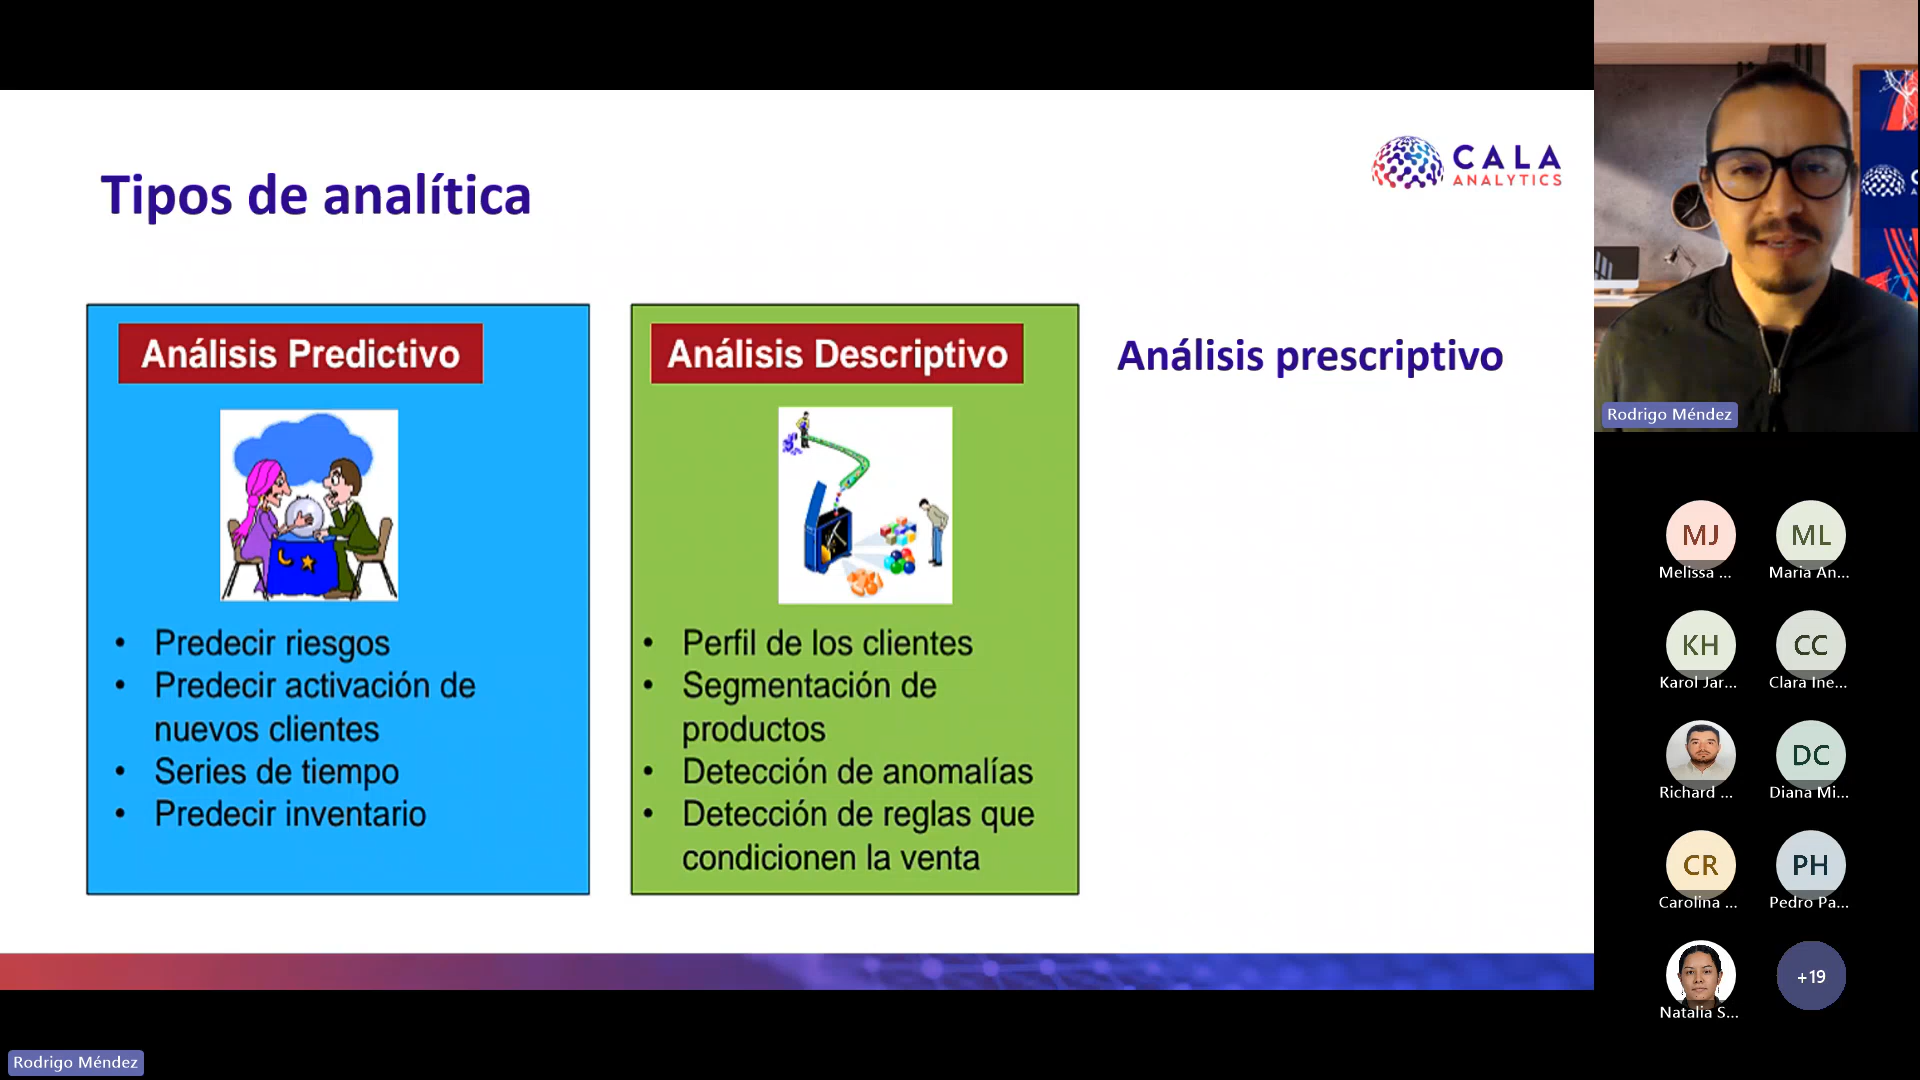 Tipos de analítica
CALA
ANALYTICS
Análisis Predictivo
• Predecir riesgos
• Predecir activación de
nuevos clientes
• Series de tiempo
• Predecir inventario
Análisis Descriptivo
• Perfil de los clientes
• Segmentación de
productos
• Detección de anomalías
• Detección de reglas que
condicionen la venta
Análisis prescriptivo
Rodrigo Méndez
MJ
Melissa ...
ML
Maria An...
KH
Karol Jar...
CC
Clara Ine...
Richard ...
DC
Diana Mi...
CR
Carolina ...
PH
Pedro Pa...
Natalia S...
+19
Rodrigo Méndez